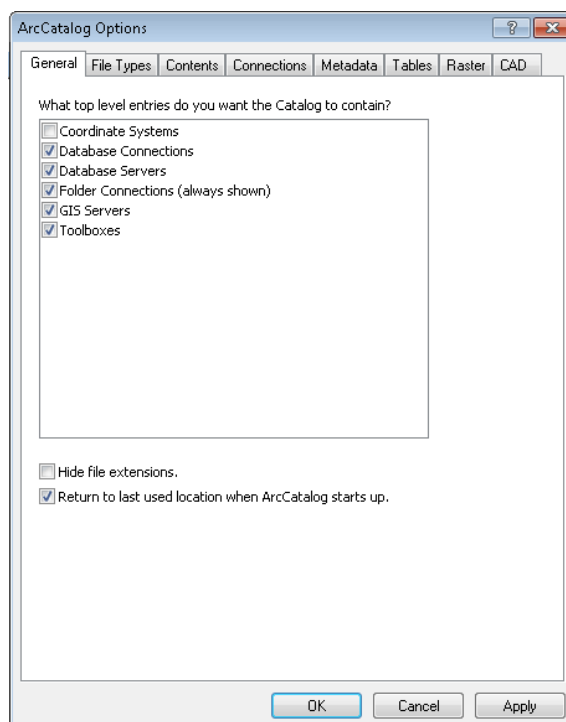 ArcCatalog Options
General File Types Contents Connections Metadata Tables Raster CAD
What top level entries do you want the Catalog to contain?
Coordinate Systems
Database Connections
Database Servers
Folder Connections (always shown)
GIS Servers
Toolboxes
Hide file extensions.
Return to last used location when ArcCatalog starts up.
OK Cancel Apply